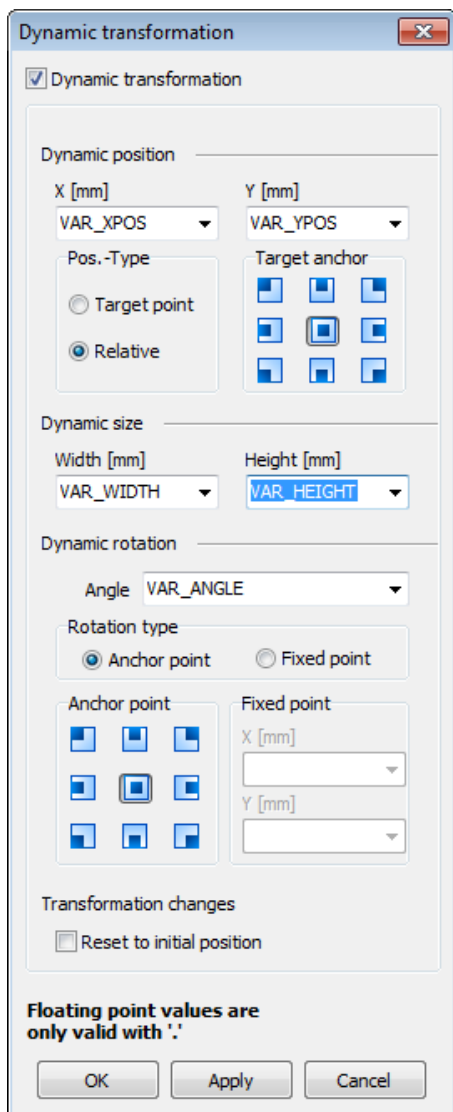 Dynamic transformation
Dynamic transformation
Dynamic position
X [mm] Y [mm]
VAR_XPOS VAR_YPOS
Pos.-Type Target anchor
Target point
Relative
Dynamic size
Width [mm] Height [mm]
VAR_WIDTH VAR_HEIGHT
Dynamic rotation
Angle VAR_ANGLE
Rotation type
Anchor point Fixed point
Anchor point Fixed point
X [mm]
Y [mm]
Transformation changes
Reset to initial position
Floating point values are
only valid with '.'
OK Apply Cancel